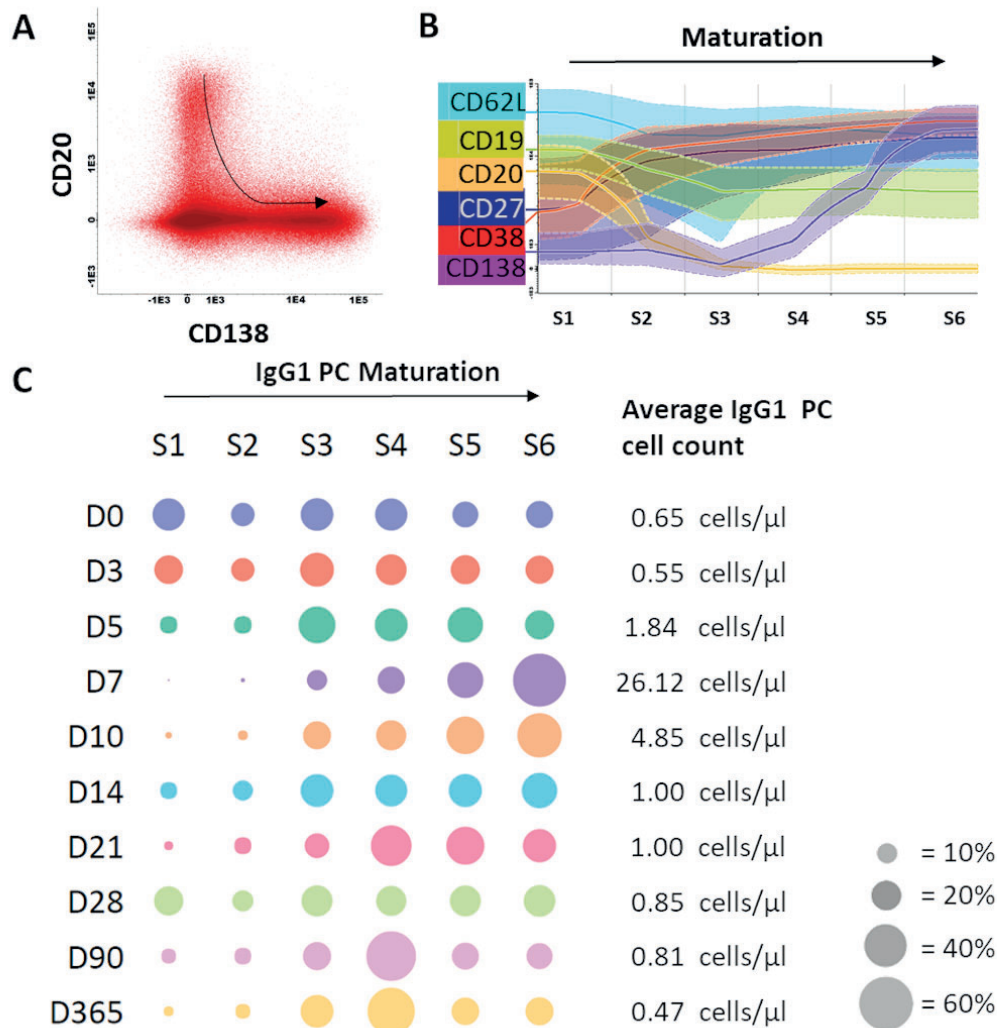 A
CD20
1E5
1E4
1E3
0
-1E3
-1E3 0 1E3 1E4 1E5
CD138
B
Maturation
CD62L
CD19
CD20
CD27
CD38
CD138
S1 S2 S3 S4 S5 S6
C
IgG1 PC Maturation
Average IgG1 PC
cell count
S1 S2 S3 S4 S5 S6
D0 0.65 cells/µl
D3 0.55 cells/µl
D5 1.84 cells/µl
D7 26.12 cells/µl
D10 4.85 cells/µl
D14 1.00 cells/µl
D21 1.00 cells/µl
D28 0.85 cells/µl
D90 0.81 cells/µl
D365 0.47 cells/µl
= 10%
= 20%
= 40%
= 60%